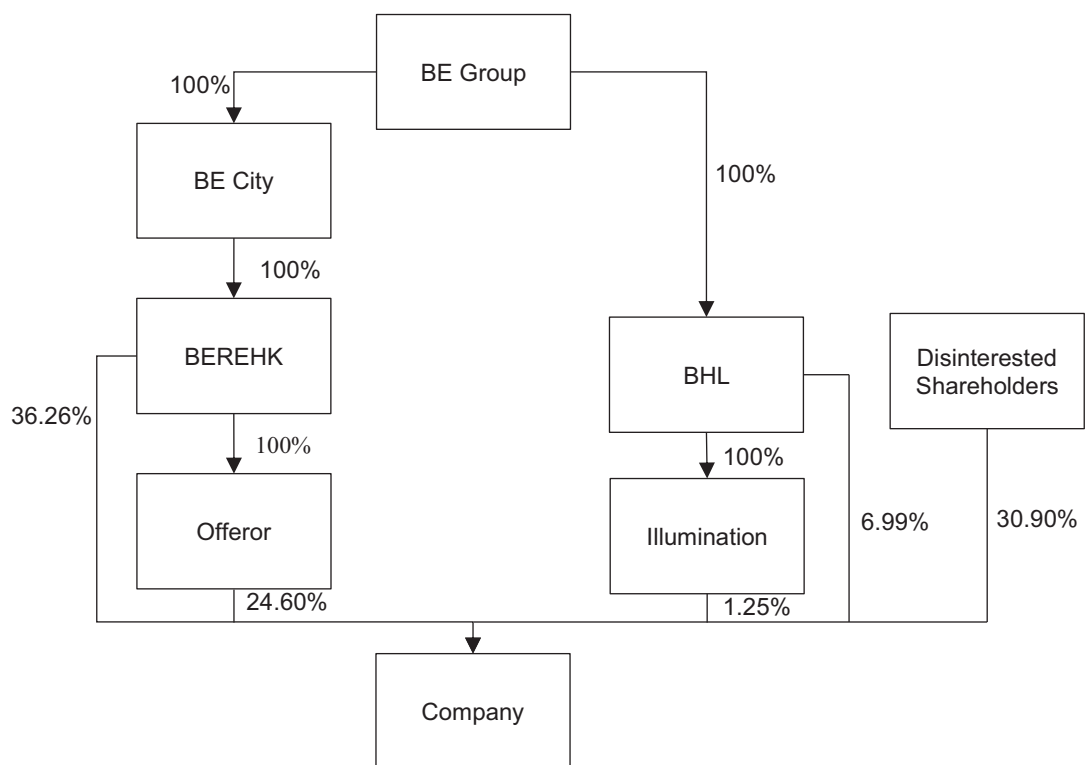 BE Group
100%
BE City
100%
100%
BEREHK
BHL
Disinterested
Shareholders
36.26%
100%
100%
Offeror
Illumination
6.99%
30.90%
24.60%
1.25%
Company